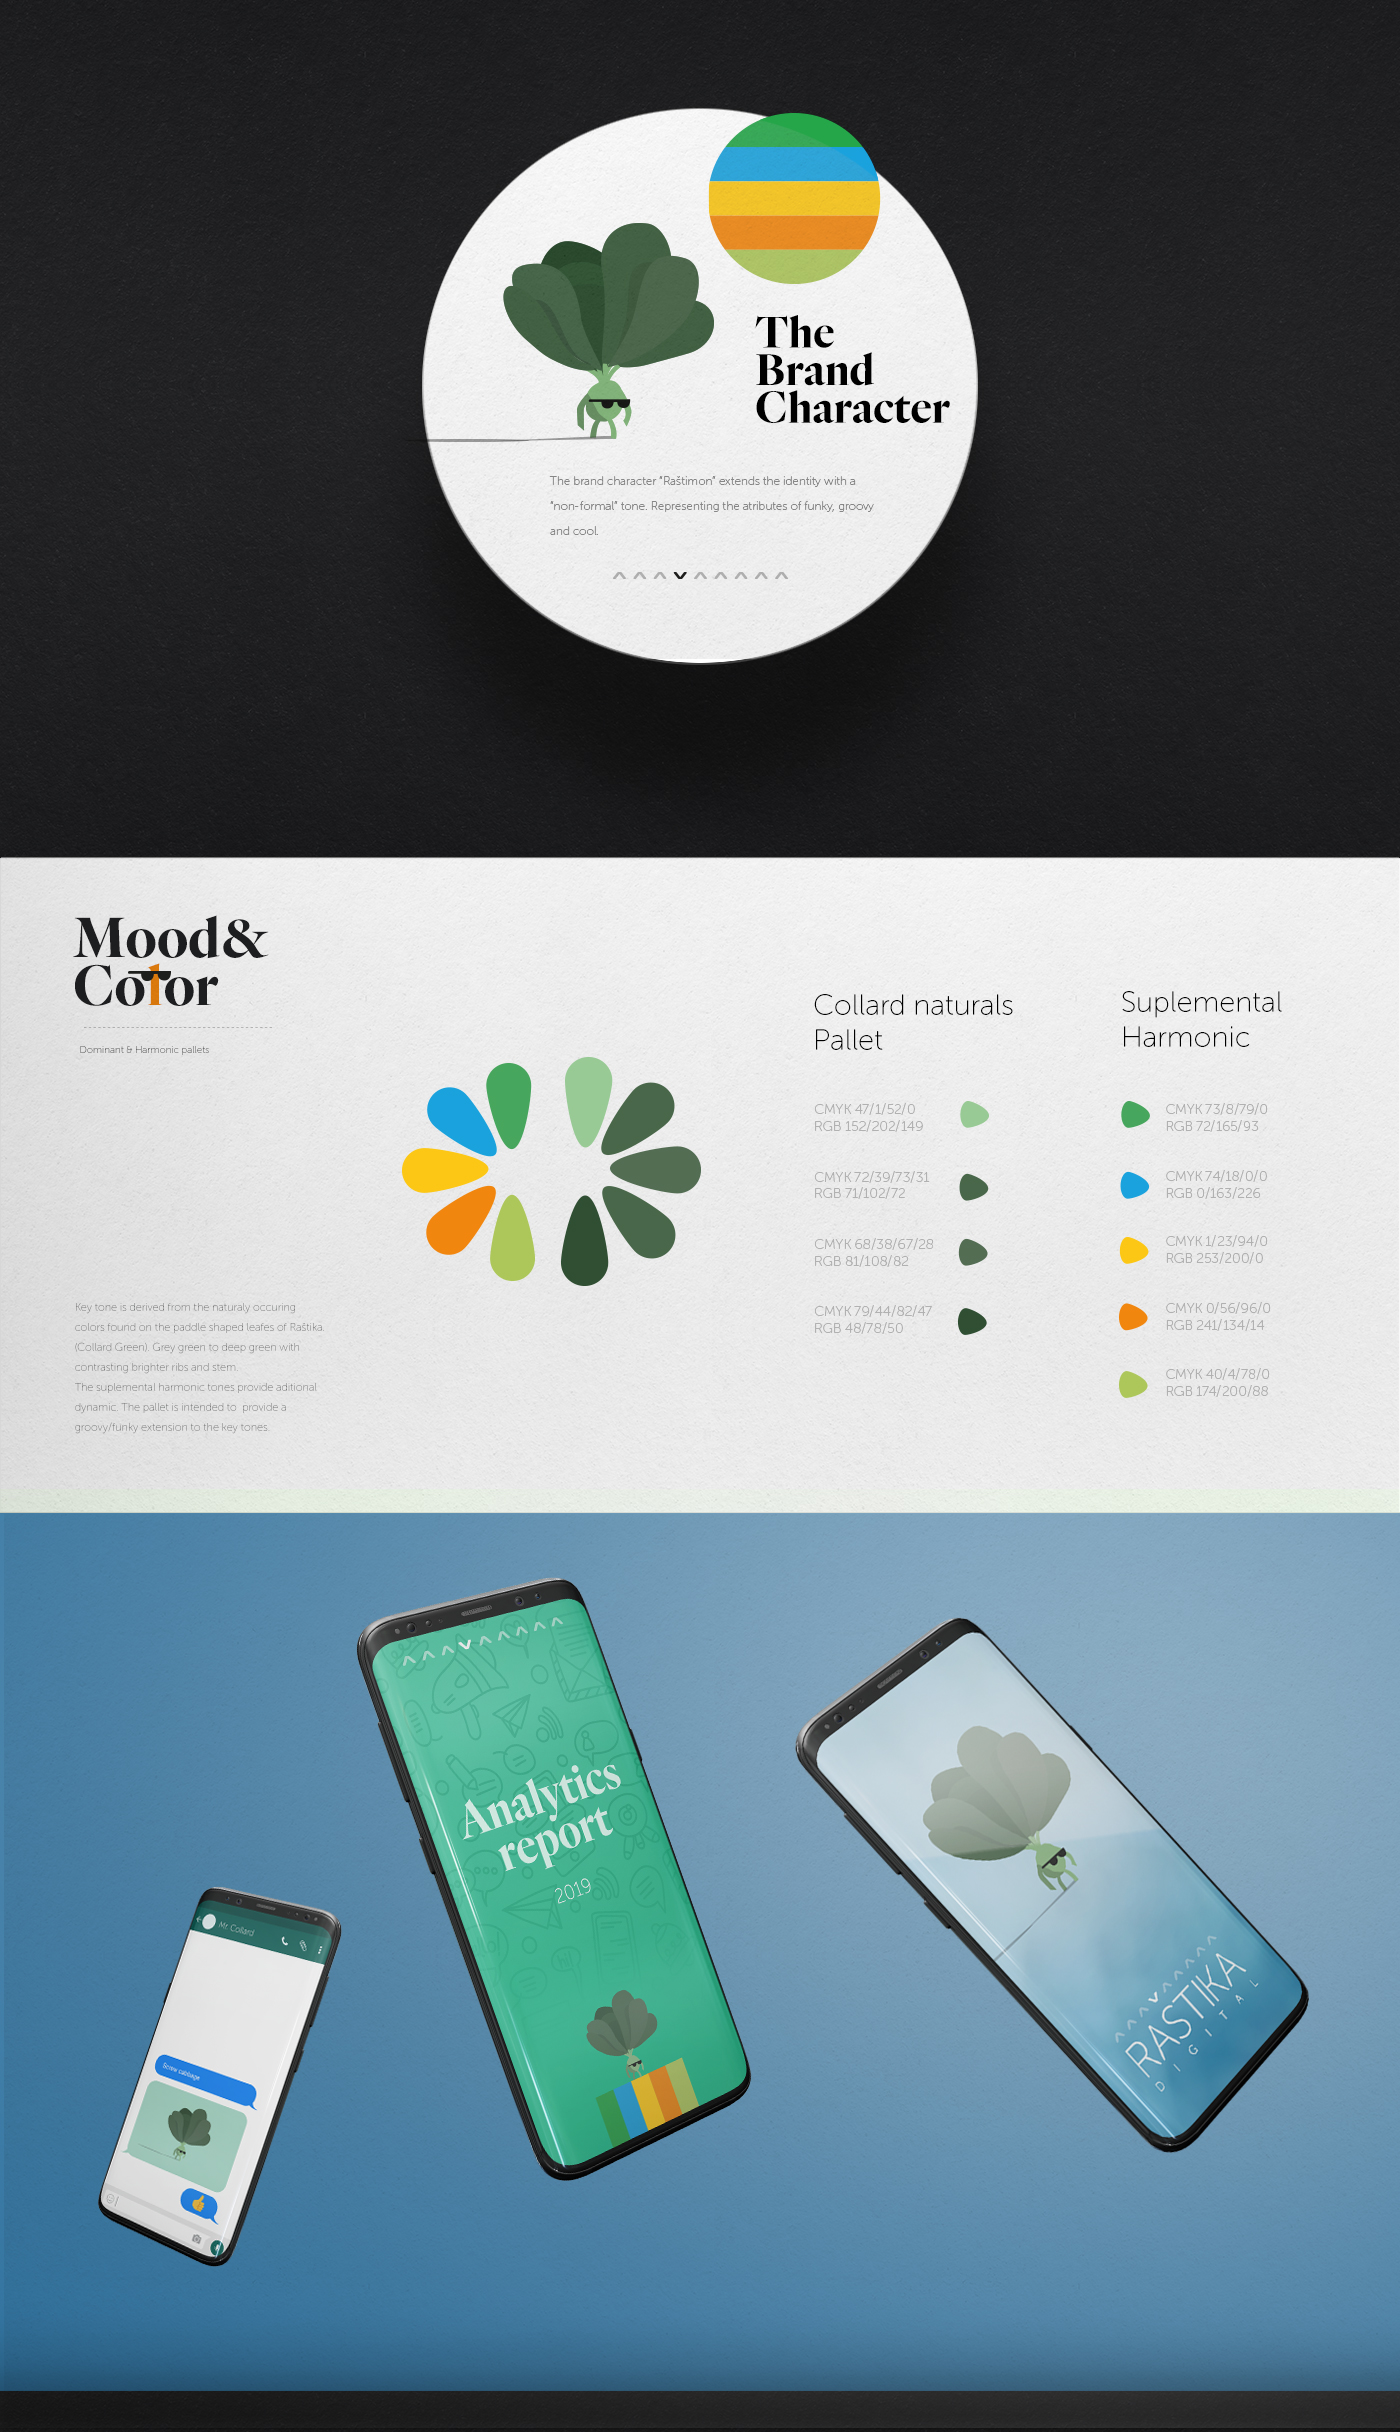 The
Brand
Character
The brand character "Raštimon" extends the identity with a
"non-formal" tone. Representing the atributes of funky, groovy
and cool.
Mood&
Color
Dominant & Harmonic pallets
Key tone is derived from the naturaly occuring
colors found on the paddle shaped leafes of Raštika.
(Collard Green). Grey green to deep green with
contrasting brighter ribs and stem.
The suplemental harmonic tones provide aditional
dynamic. The pallet is intended to provide a
groovy/funky extension to the key tones.
Collard naturals
Pallet
CMYK 47/1/52/0
RGB 152/202/149
CMYK 72/39/73/31
RGB 71/102/72
CMYK 68/38/67/28
RGB 81/108/82
CMYK 79/44/82/47
RGB 48/78/50
Suplemental
Harmonic
CMYK 73/8/79/0
RGB 72/165/93
CMYK 74/18/0/0
RGB 0/163/226
CMYK 1/23/94/0
RGB 253/200/0
CMYK 0/56/96/0
RGB 241/134/14
CMYK 40/4/78/0
RGB 174/200/88
Mr. Collard
Screw cabbage
Analytics
report
2019
RASTIKA
DIGITAL